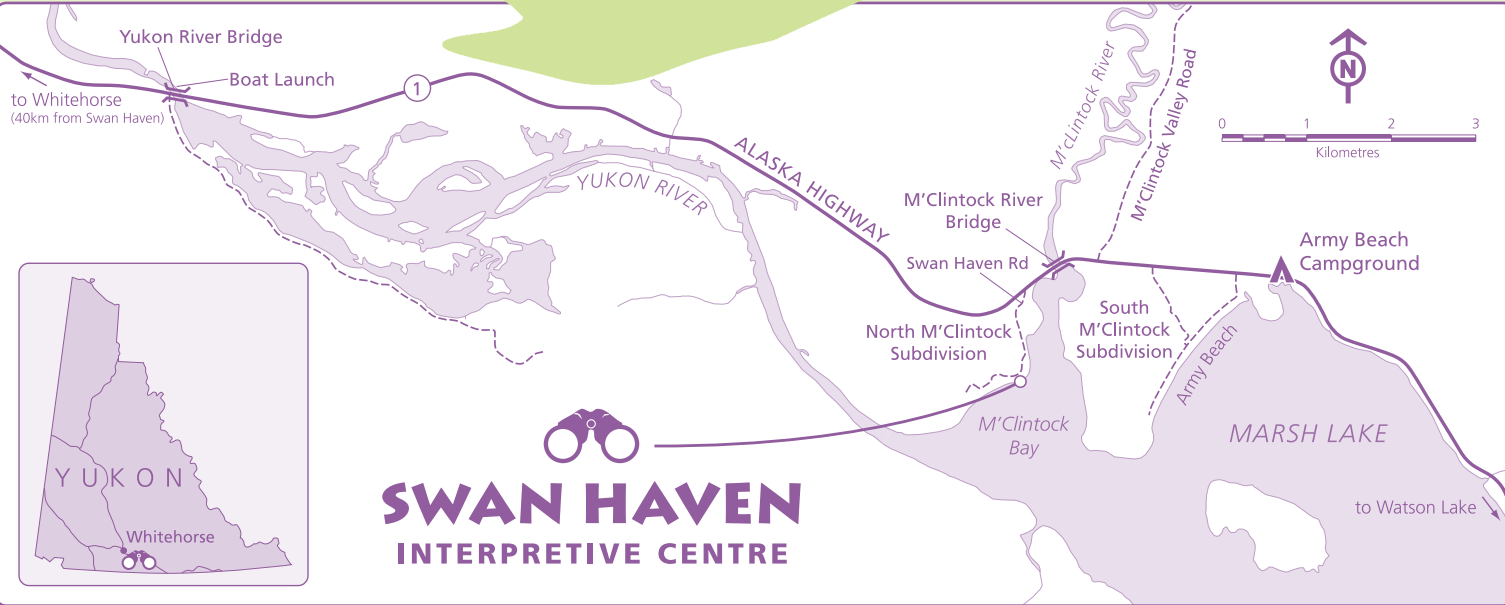 Yukon River Bridge
Boat Launch
to Whitehorse
(40km from Swan Haven)
1
ALASKA HIGHWAY
YUKON RIVER
M'cLintock River
M'Clintock Valley Road
N
0 1 2 3
Kilometres
M'Clintock River
Bridge
Swan Haven Rd
Army Beach
Campground
North M'Clintock
Subdivision
South
M'Clintock
Subdivision
Army Beach
M'Clintock
Bay
MARSH LAKE
to Watson Lake
YUKON
Whitehorse
SWAN HAVEN
INTERPRETIVE CENTRE